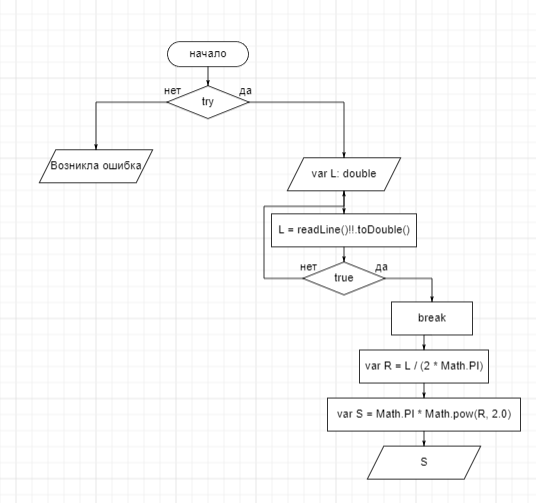 начало
нет
да
try
Возникла ошибка
var L: double
L = readLine()!!.toDouble()
нет
да
true
break
var R = L / (2 * Math.PI)
var S = Math.PI * Math.pow(R, 2.0)
S